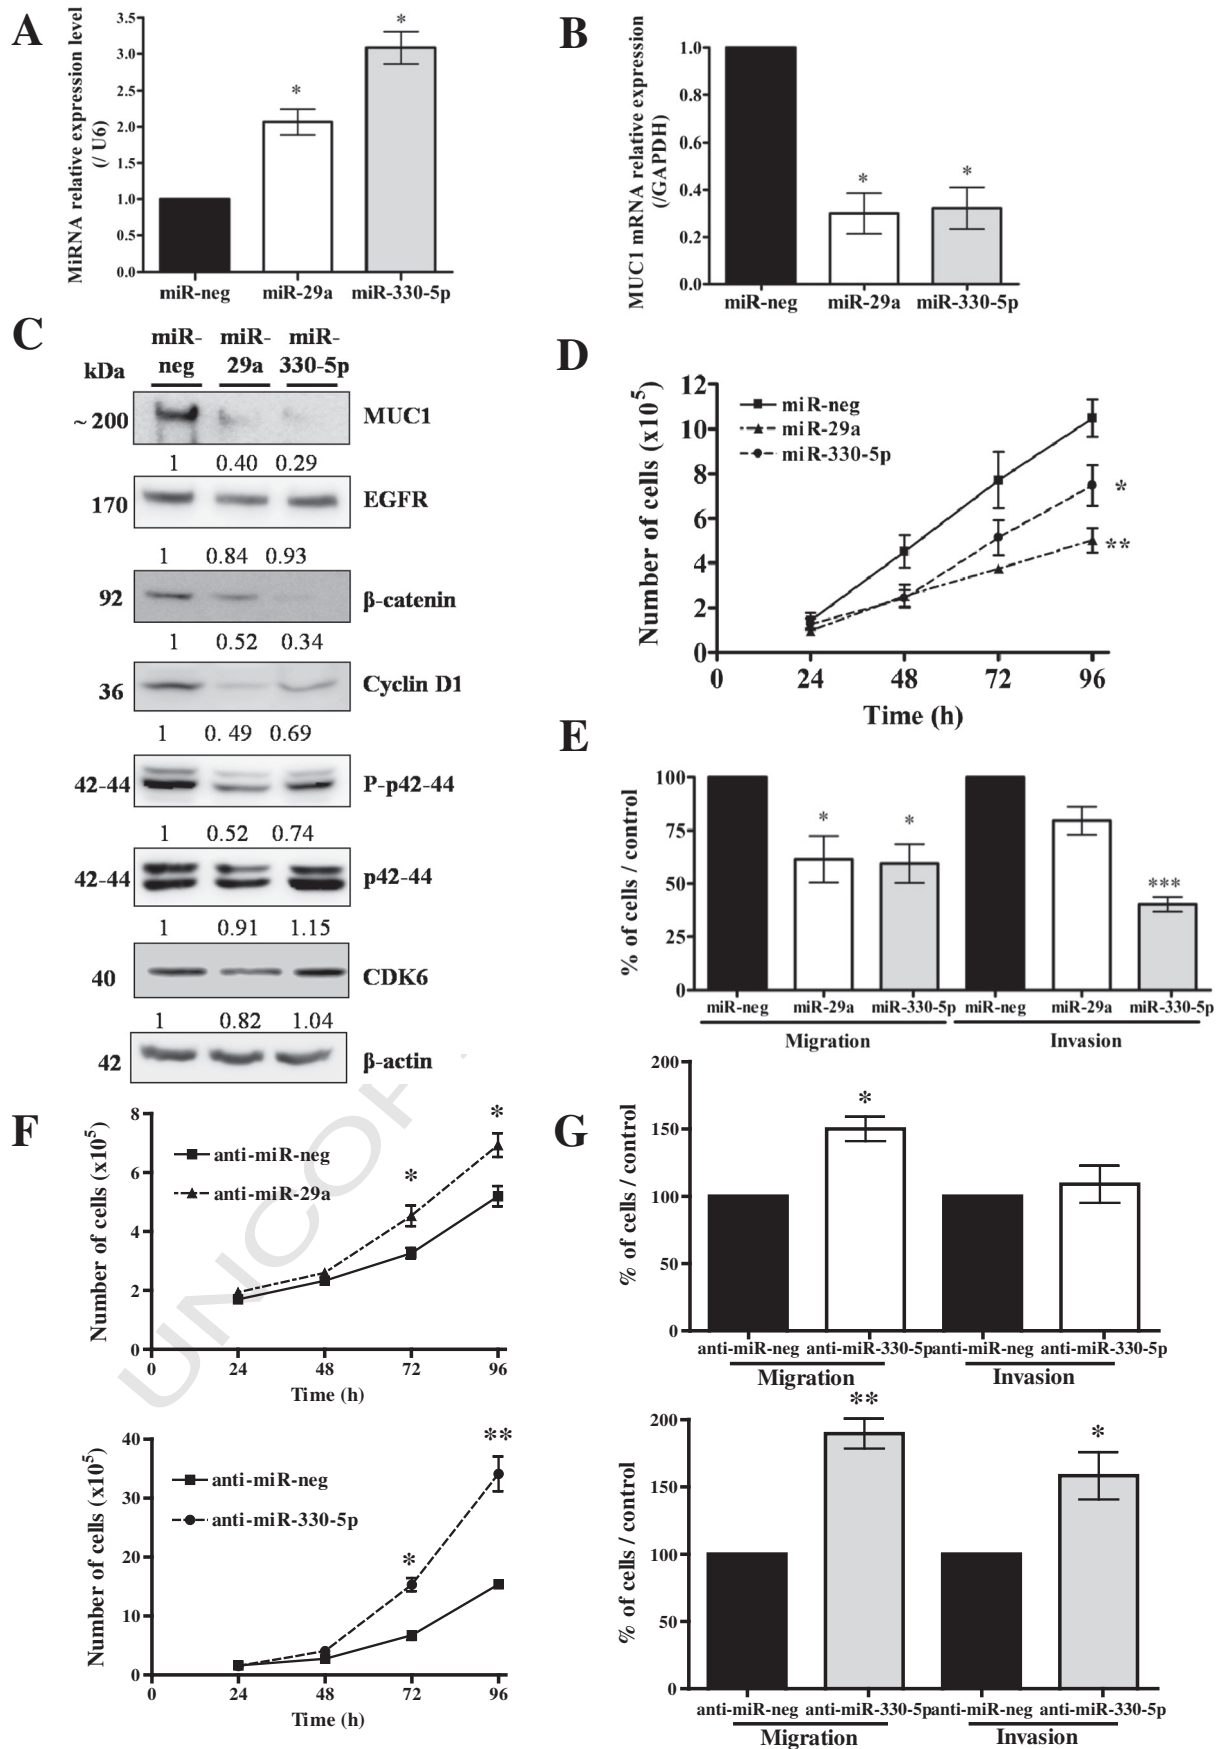 A
MiRNA relative expression level
(/ U6)
3.5
3.0
2.5
2.0
1.5
1.0
0.5
0.0
*
*
miR-neg miR-29a miR-330-5p
B
MUC1 mRNA relative expression
(/GAPDH)
1.0
0.8
0.6
0.4
0.2
0.0
*
*
miR-neg miR-29a miR-330-5p
C
kDa
miR-neg
miR-29a
miR-330-5p
~ 200 MUC1
1 0.40 0.29
170 EGFR
1 0.84 0.93
92 β-catenin
1 0.52 0.34
36 Cyclin D1
1 0. 49 0.69
42-44 P-p42-44
1 0.52 0.74
42-44 p42-44
1 0.91 1.15
40 CDK6
1 0.82 1.04
42 β-actin
D
Number of cells (x10⁵)
12
10
8
6
4
2
0
miR-neg
miR-29a
miR-330-5p
*
**
0 24 48 72 96
Time (h)
E
% of cells / control
100
75
50
25
0
*
*
***
miR-neg miR-29a miR-330-5p miR-neg miR-29a miR-330-5p
Migration Invasion
F
Number of cells (x10⁵)
8
6
4
2
0
anti-miR-neg
anti-miR-29a
*
*
0 24 48 72 96
Time (h)
Number of cells (x10⁵)
40
30
20
10
0
anti-miR-neg
anti-miR-330-5p
*
**
0 24 48 72 96
Time (h)
UNCOR
G
% of cells / control
200
150
100
50
0
*
anti-miR-neg anti-miR-330-5p anti-miR-neg anti-miR-330-5p
Migration Invasion
% of cells / control
200
150
100
50
0
**
*
anti-miR-neg anti-miR-330-5p anti-miR-neg anti-miR-330-5p
Migration Invasion